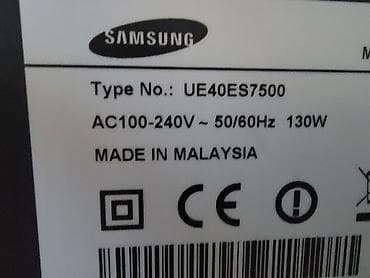 SAMSUNG
M
Type No.: UE40ES7500
AC100-240V ~ 50/60Hz 130W
MADE IN MALAYSIA
CE